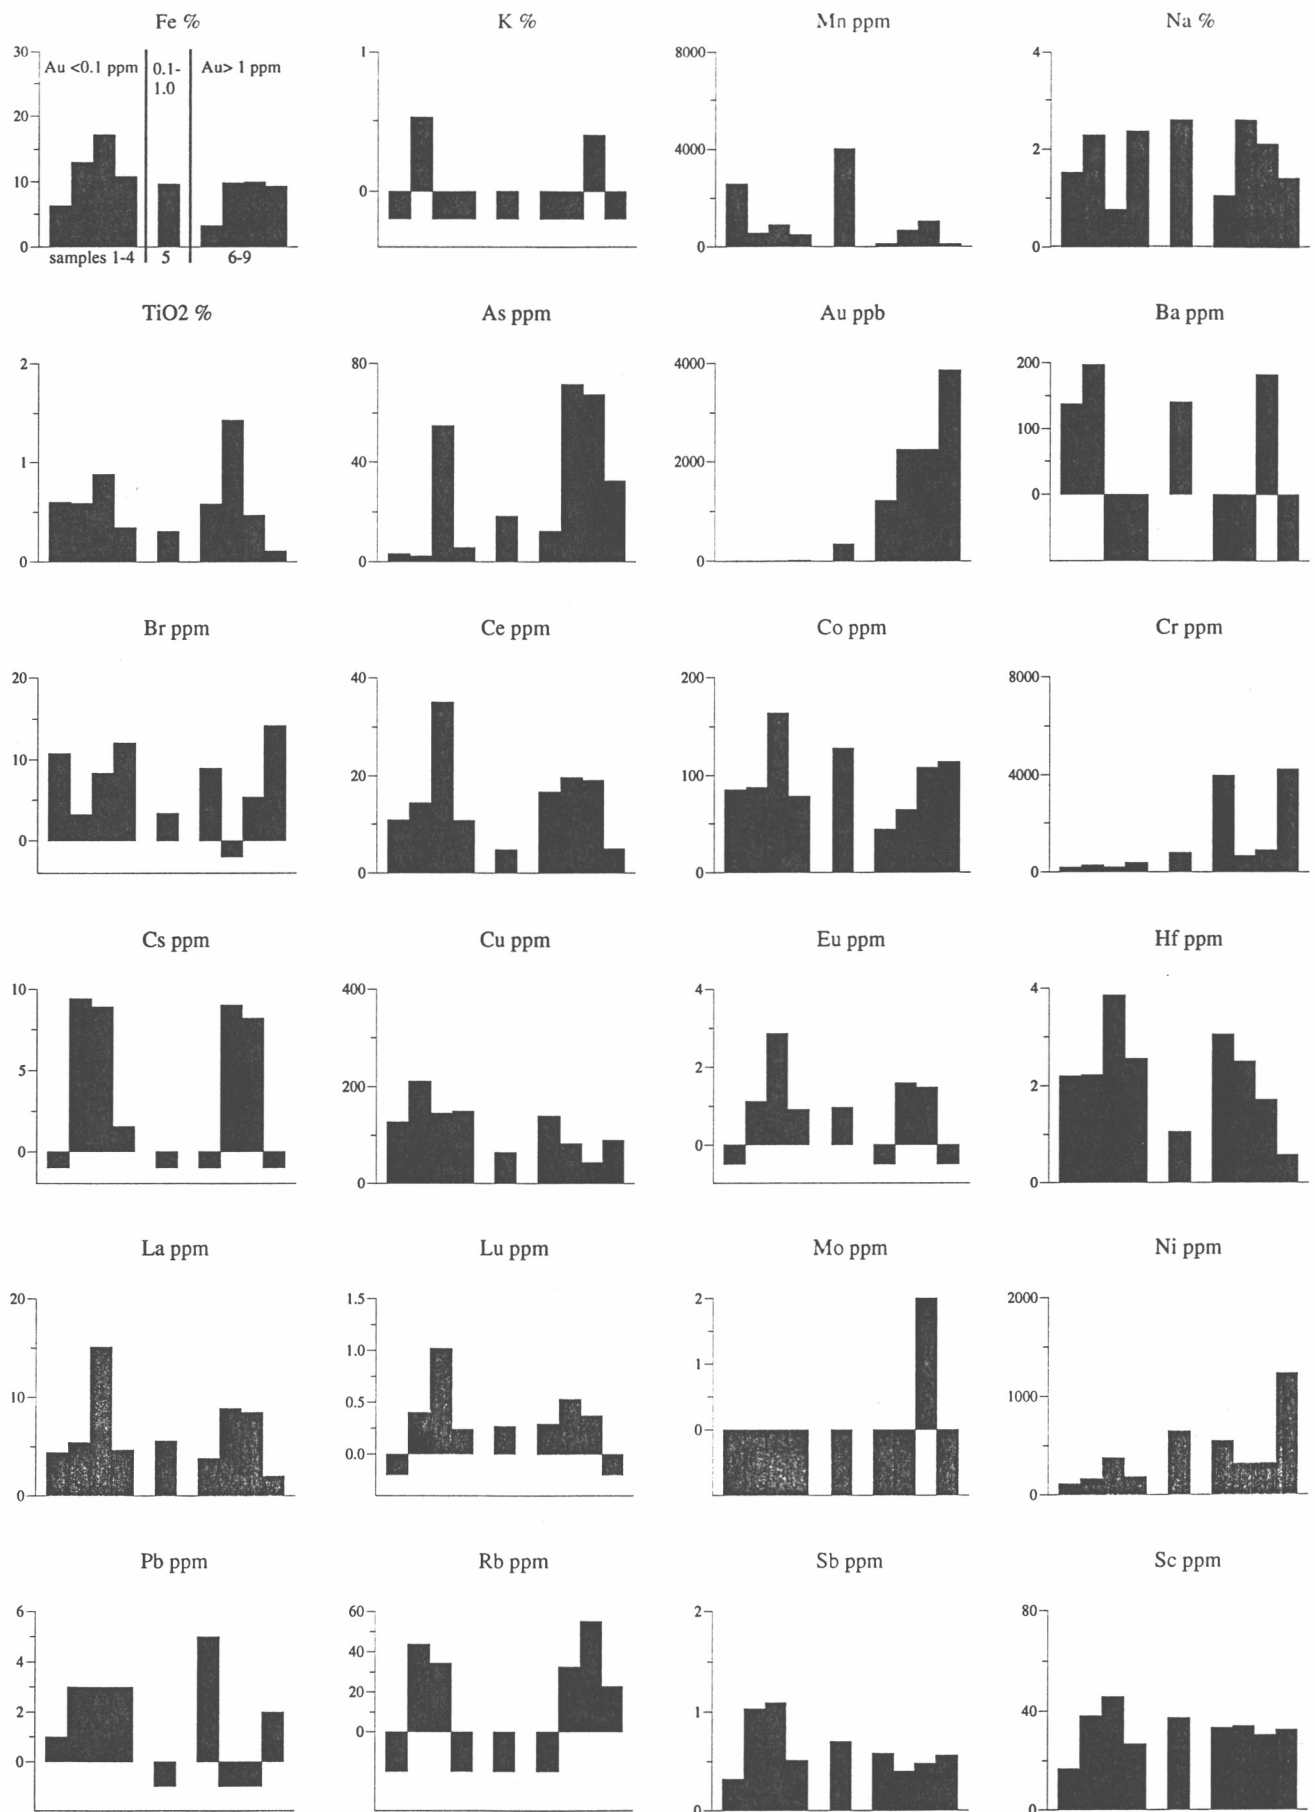 Fe %
30
20
10
0
Au <0.1 ppm
0.1-
1.0
Au> 1 ppm
samples 1-4
5
6-9
K %
1
0
Mn ppm
8000
4000
0
Na %
4
2
0
TiO2 %
2
1
0
As ppm
80
40
0
Au ppb
4000
2000
0
Ba ppm
200
100
0
Br ppm
20
10
0
Ce ppm
40
20
0
Co ppm
200
100
0
Cr ppm
8000
4000
0
Cs ppm
10
5
0
Cu ppm
400
200
0
Eu ppm
4
2
0
Hf ppm
4
2
0
La ppm
20
10
0
Lu ppm
1.5
1.0
0.5
0.0
Mo ppm
2
1
0
Ni ppm
2000
1000
0
Pb ppm
6
4
2
0
Rb ppm
60
40
20
0
Sb ppm
2
1
0
Sc ppm
80
40
0